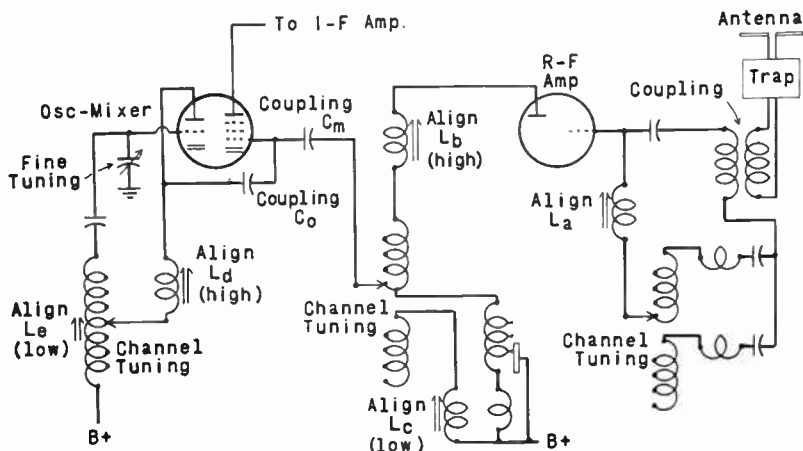 To I-F Amp.
Antenna
R-F
Amp
Trap
Coupling
Osc-Mixer
Coupling
Cm
Align
Lb
(high)
Fine
Tuning
Coupling
Co
Align
La
Align
Ld
(high)
Align
Le
(low)
Channel
Tuning
Channel
Tuning
Channel
Tuning
Align
Lc
(low)
B+
B+